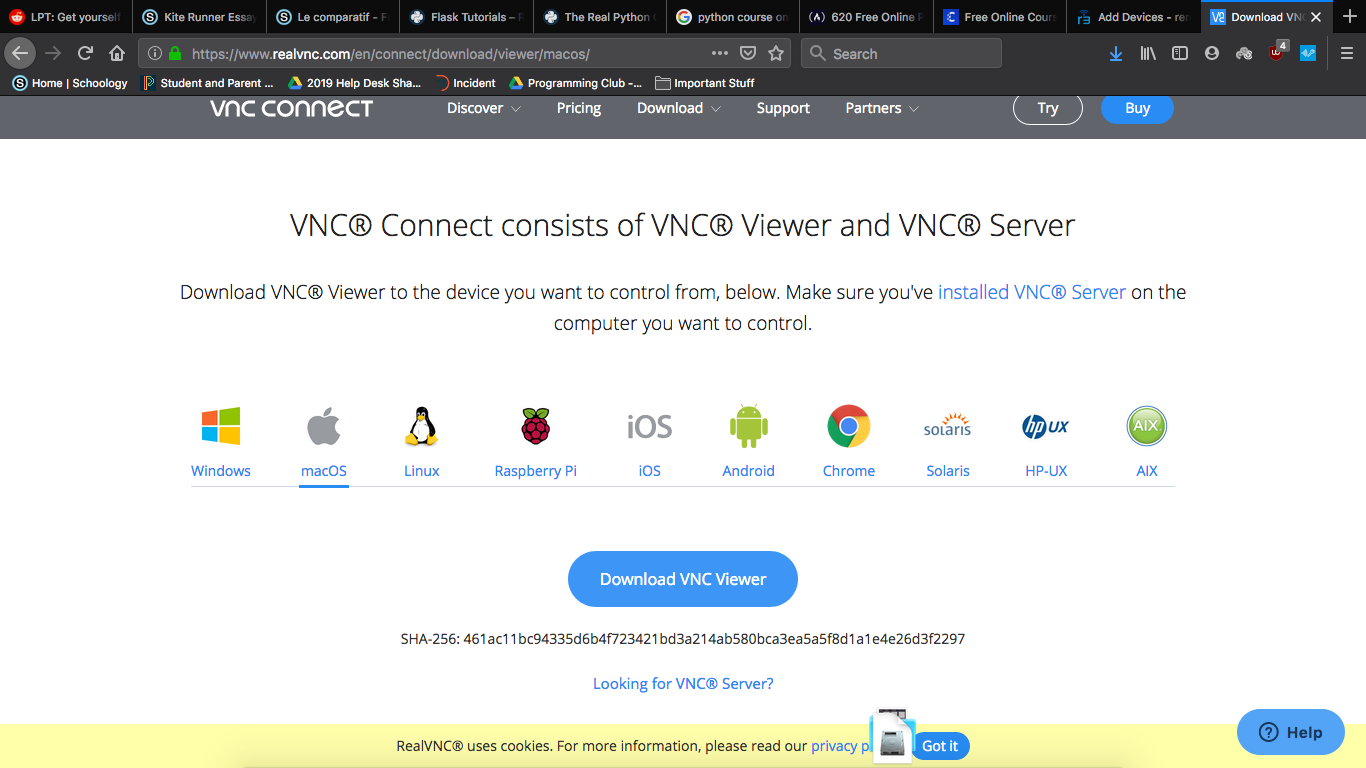 LPT: Get yourself
Kite Runner Essay
Le comparatif - F
Flask Tutorials – R
The Real Python
python course on
620 Free Online P
Free Online Cour
Add Devices - rem
Download VNC
https://www.realvnc.com/en/connect/download/viewer/macos/
Search
4
Home | Schoology
Student and Parent ...
2019 Help Desk Sha...
Incident
Programming Club -...
Important Stuff
vnc connect
Discover
Pricing
Download
Support
Partners
Try
Buy
VNC® Connect consists of VNC® Viewer and VNC® Server
Download VNC® Viewer to the device you want to control from, below. Make sure you've installed VNC® Server on the
computer you want to control.
iOS
solaris
hp UX
AIX
Windows
macOS
Linux
Raspberry Pi
iOS
Android
Chrome
Solaris
HP-UX
AIX
Download VNC Viewer
SHA-256: 461ac11bc94335d6b4f723421bd3a214ab580bca3ea5a5f8d1a1e4e26d3f2297
Looking for VNC® Server?
RealVNC® uses cookies. For more information, please read our privacy p
Got it
Help